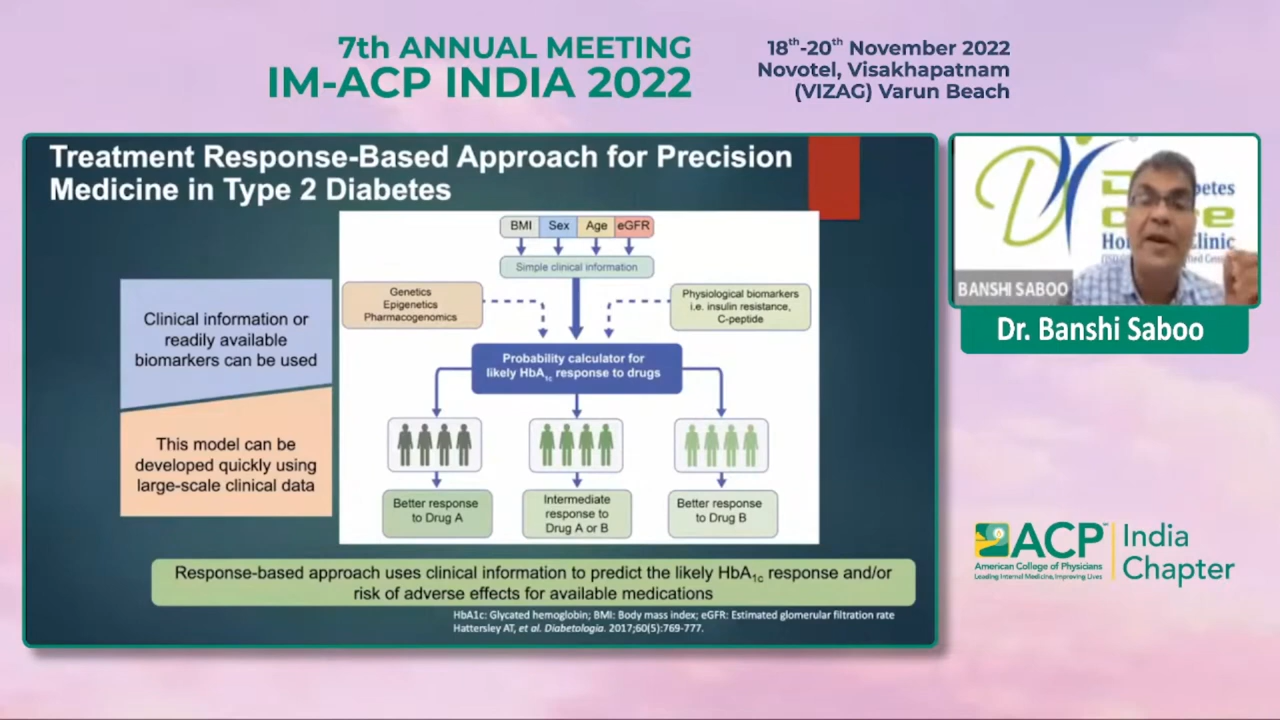 7th ANNUAL MEETING
IM-ACP INDIA 2022
18th-20th November 2022
Novotel, Visakhapatnam
(VIZAG) Varun Beach
Treatment Response-Based Approach for Precision
Medicine in Type 2 Diabetes
Clinical information or
readily available
biomarkers can be used
This model can be
developed quickly using
large-scale clinical data
BMI Sex Age eGFR
Simple clinical information
Genetics
Epigenetics
Pharmacogenomics
Physiological biomarkers
i.e. insulin resistance,
C-peptide
Probability calculator for
likely HbA1c response to drugs
Better response
to Drug A
Intermediate
response to
Drug A or B
Better response
to Drug B
Response-based approach uses clinical information to predict the likely HbA1c response and/or
risk of adverse effects for available medications
HbA1c: Glycated hemoglobin; BMI: Body mass index; eGFR: Estimated glomerular filtration rate
Hattersley AT, et al. Diabetologia. 2017;60(5):769-777.
BANSHI SABOO
Dr. Banshi Saboo
ACP
American College of Physicians
Leading Internal Medicine, Improving Lives
India
Chapter